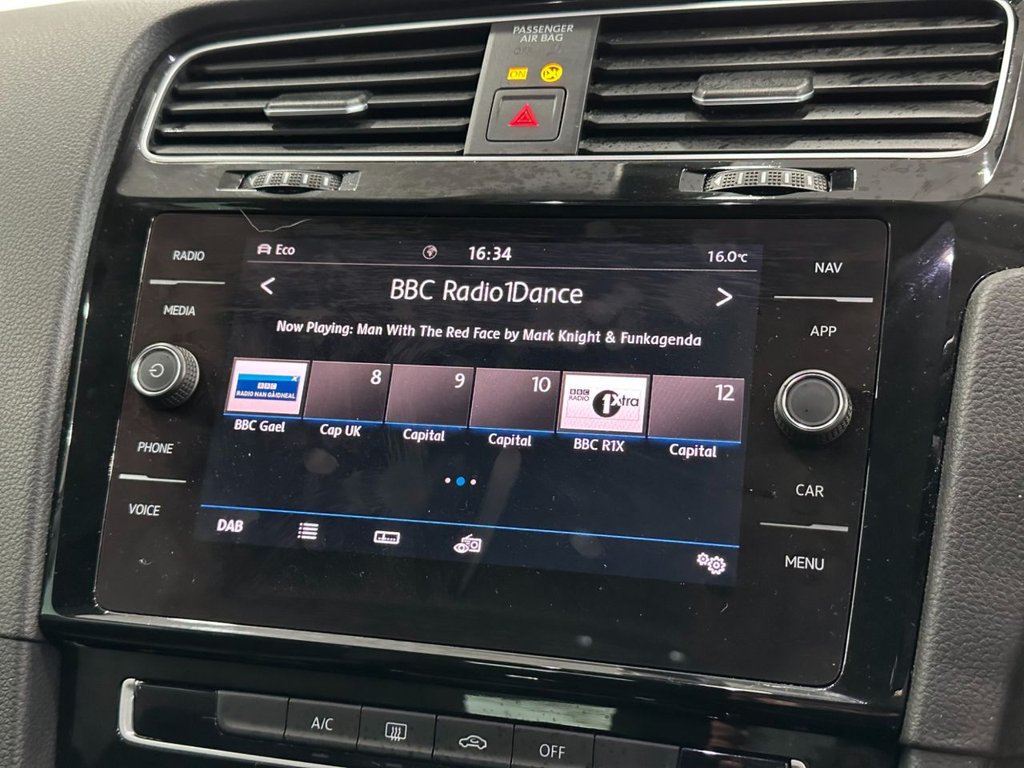 PASSENGER
AIR BAG
ON
RADIO
MEDIA
PHONE
VOICE
Eco
16:34
16.0°C
< BBC Radio1Dance >
Now Playing: Man With The Red Face by Mark Knight & Funkagenda
BBC
RADIO NAN GÀIDHEAL
8
9
10
BBC
RADIO
1Xtra
12
BBC Gael
Cap UK
Capital
Capital
BBC R1X
Capital
DAB
NAV
APP
CAR
MENU
A/C
OFF